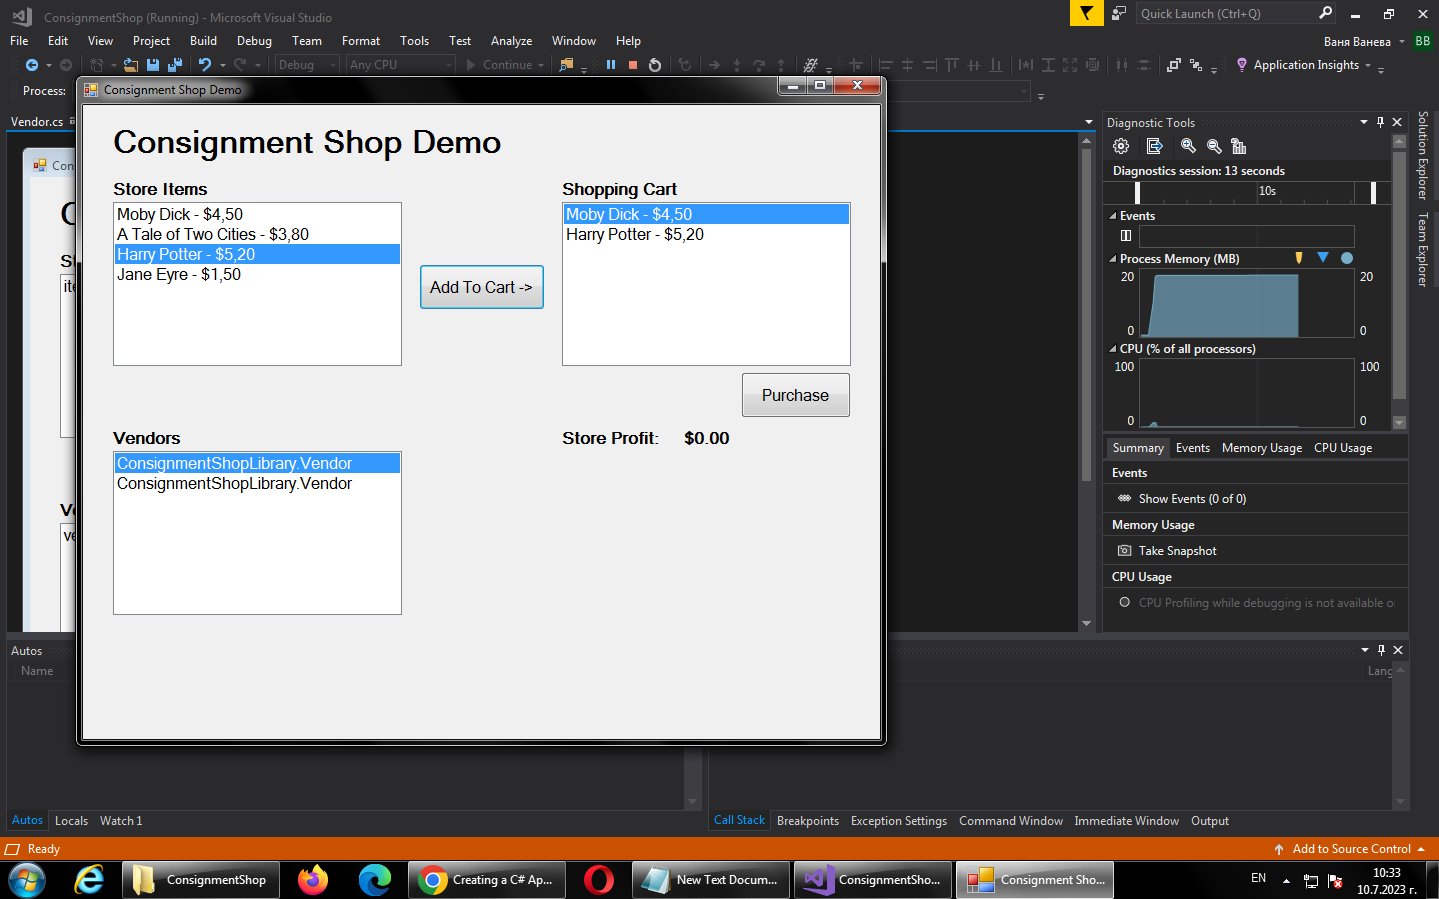 ConsignmentShop (Running) - Microsoft Visual Studio
Quick Launch (Ctrl+Q)
File Edit View Project Build Debug Team Format Tools Test Analyze Window Help
Ваня Ванева
BB
Debug
Any CPU
Continue
Application Insights
Process:
Consignment Shop Demo
Vendor.cs
Con
Consignment Shop Demo
Store Items
Moby Dick - $4,50
A Tale of Two Cities - $3,80
Harry Potter - $5,20
Jane Eyre - $1,50
Add To Cart ->
Shopping Cart
Moby Dick - $4,50
Harry Potter - $5,20
Purchase
Vendors
ConsignmentShopLibrary.Vendor
ConsignmentShopLibrary.Vendor
Store Profit: $0.00
C
St
ite
Ve
ve
Diagnostic Tools
Diagnostics session: 13 seconds
10s
Events
Process Memory (MB)
20
20
0
0
CPU (% of all processors)
100
100
0
0
Summary Events Memory Usage CPU Usage
Events
Show Events (0 of 0)
Memory Usage
Take Snapshot
CPU Usage
CPU Profiling while debugging is not available o
Solution Explorer
Team Explorer
Autos
Name
Lang
Autos Locals Watch 1
Call Stack Breakpoints Exception Settings Command Window Immediate Window Output
Ready
Add to Source Control
ConsignmentShop
Creating a C# Ap...
New Text Docum...
ConsignmentSho...
Consignment Sho...
EN
10:33
10.7.2023 г.